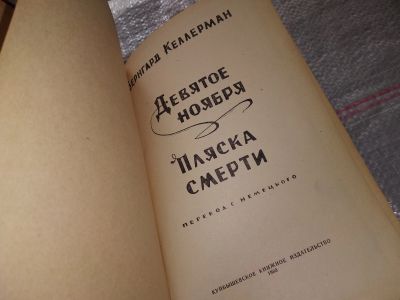 Бернгард Келлерман
Девятое
ноября
Пляска
смерти
перевод с немецкого
Куйбышевское книжное издательство